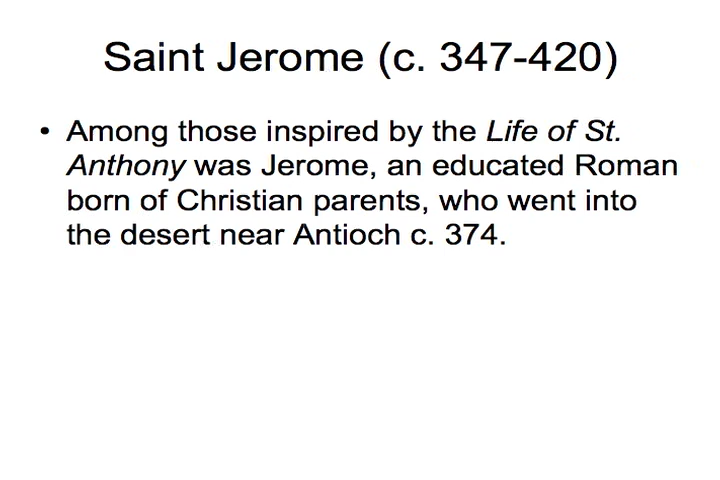 Saint Jerome (c. 347-420)
• Among those inspired by the Life of St.
Anthony was Jerome, an educated Roman
born of Christian parents, who went into
the desert near Antioch c. 374.